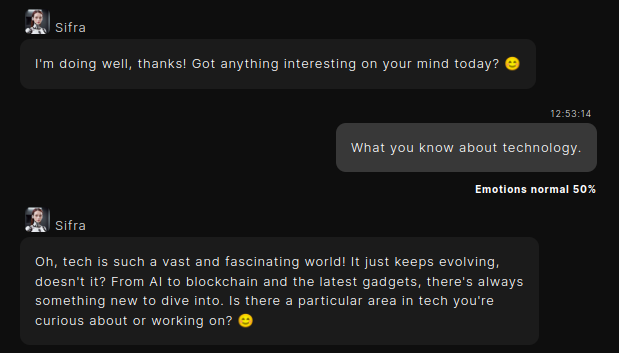 Sifra
I'm doing well, thanks! Got anything interesting on your mind today? 😊
12:53:14
What you know about technology.
Emotions normal 50%
Sifra
Oh, tech is such a vast and fascinating world! It just keeps evolving,
doesn't it? From AI to blockchain and the latest gadgets, there's always
something new to dive into. Is there a particular area in tech you're
curious about or working on? 😊